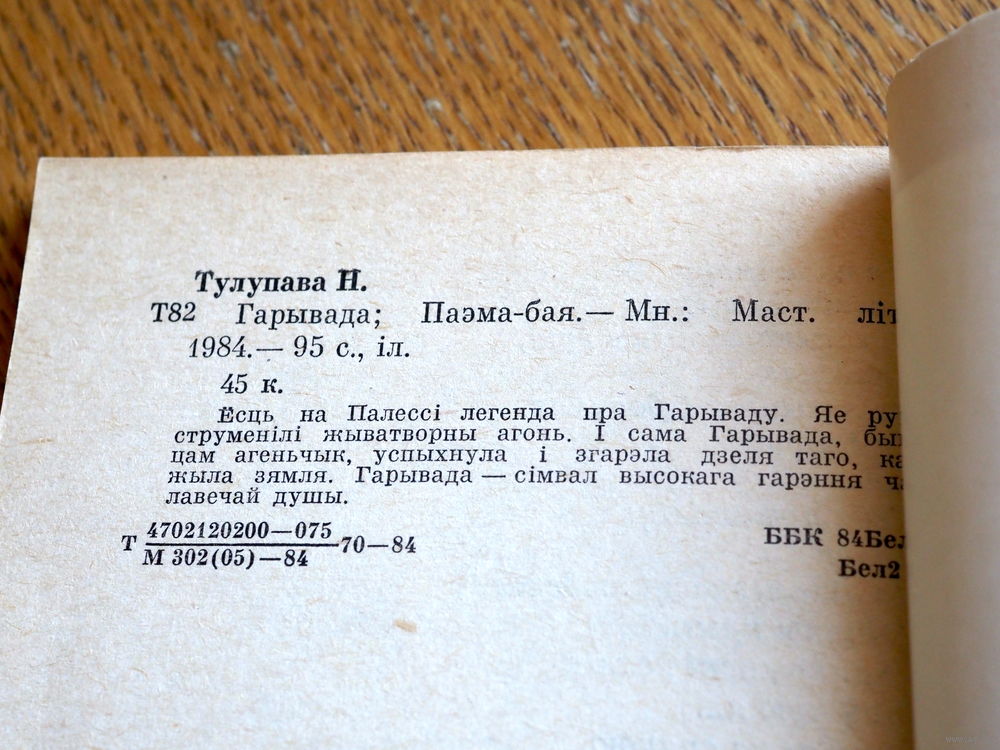 Тулупава Н.
Т82 Гарывада; Паэма-бая.— Мн.: Маст. літ
1984.— 95 с., іл.
45 к.
Ёсць на Палессі легенда пра Гарываду. Яе ру
струменілі жыватворны агонь. І сама Гарывада, бы
цам агеньчык, успыхнула і згарэла дзеля таго, ка
жыла зямля. Гарывада — сімвал высокага гарэння ча
лавечай душы.
Т 4702120200—075 70—84
М 302(05)—84
ББК 84Бел
Бел2